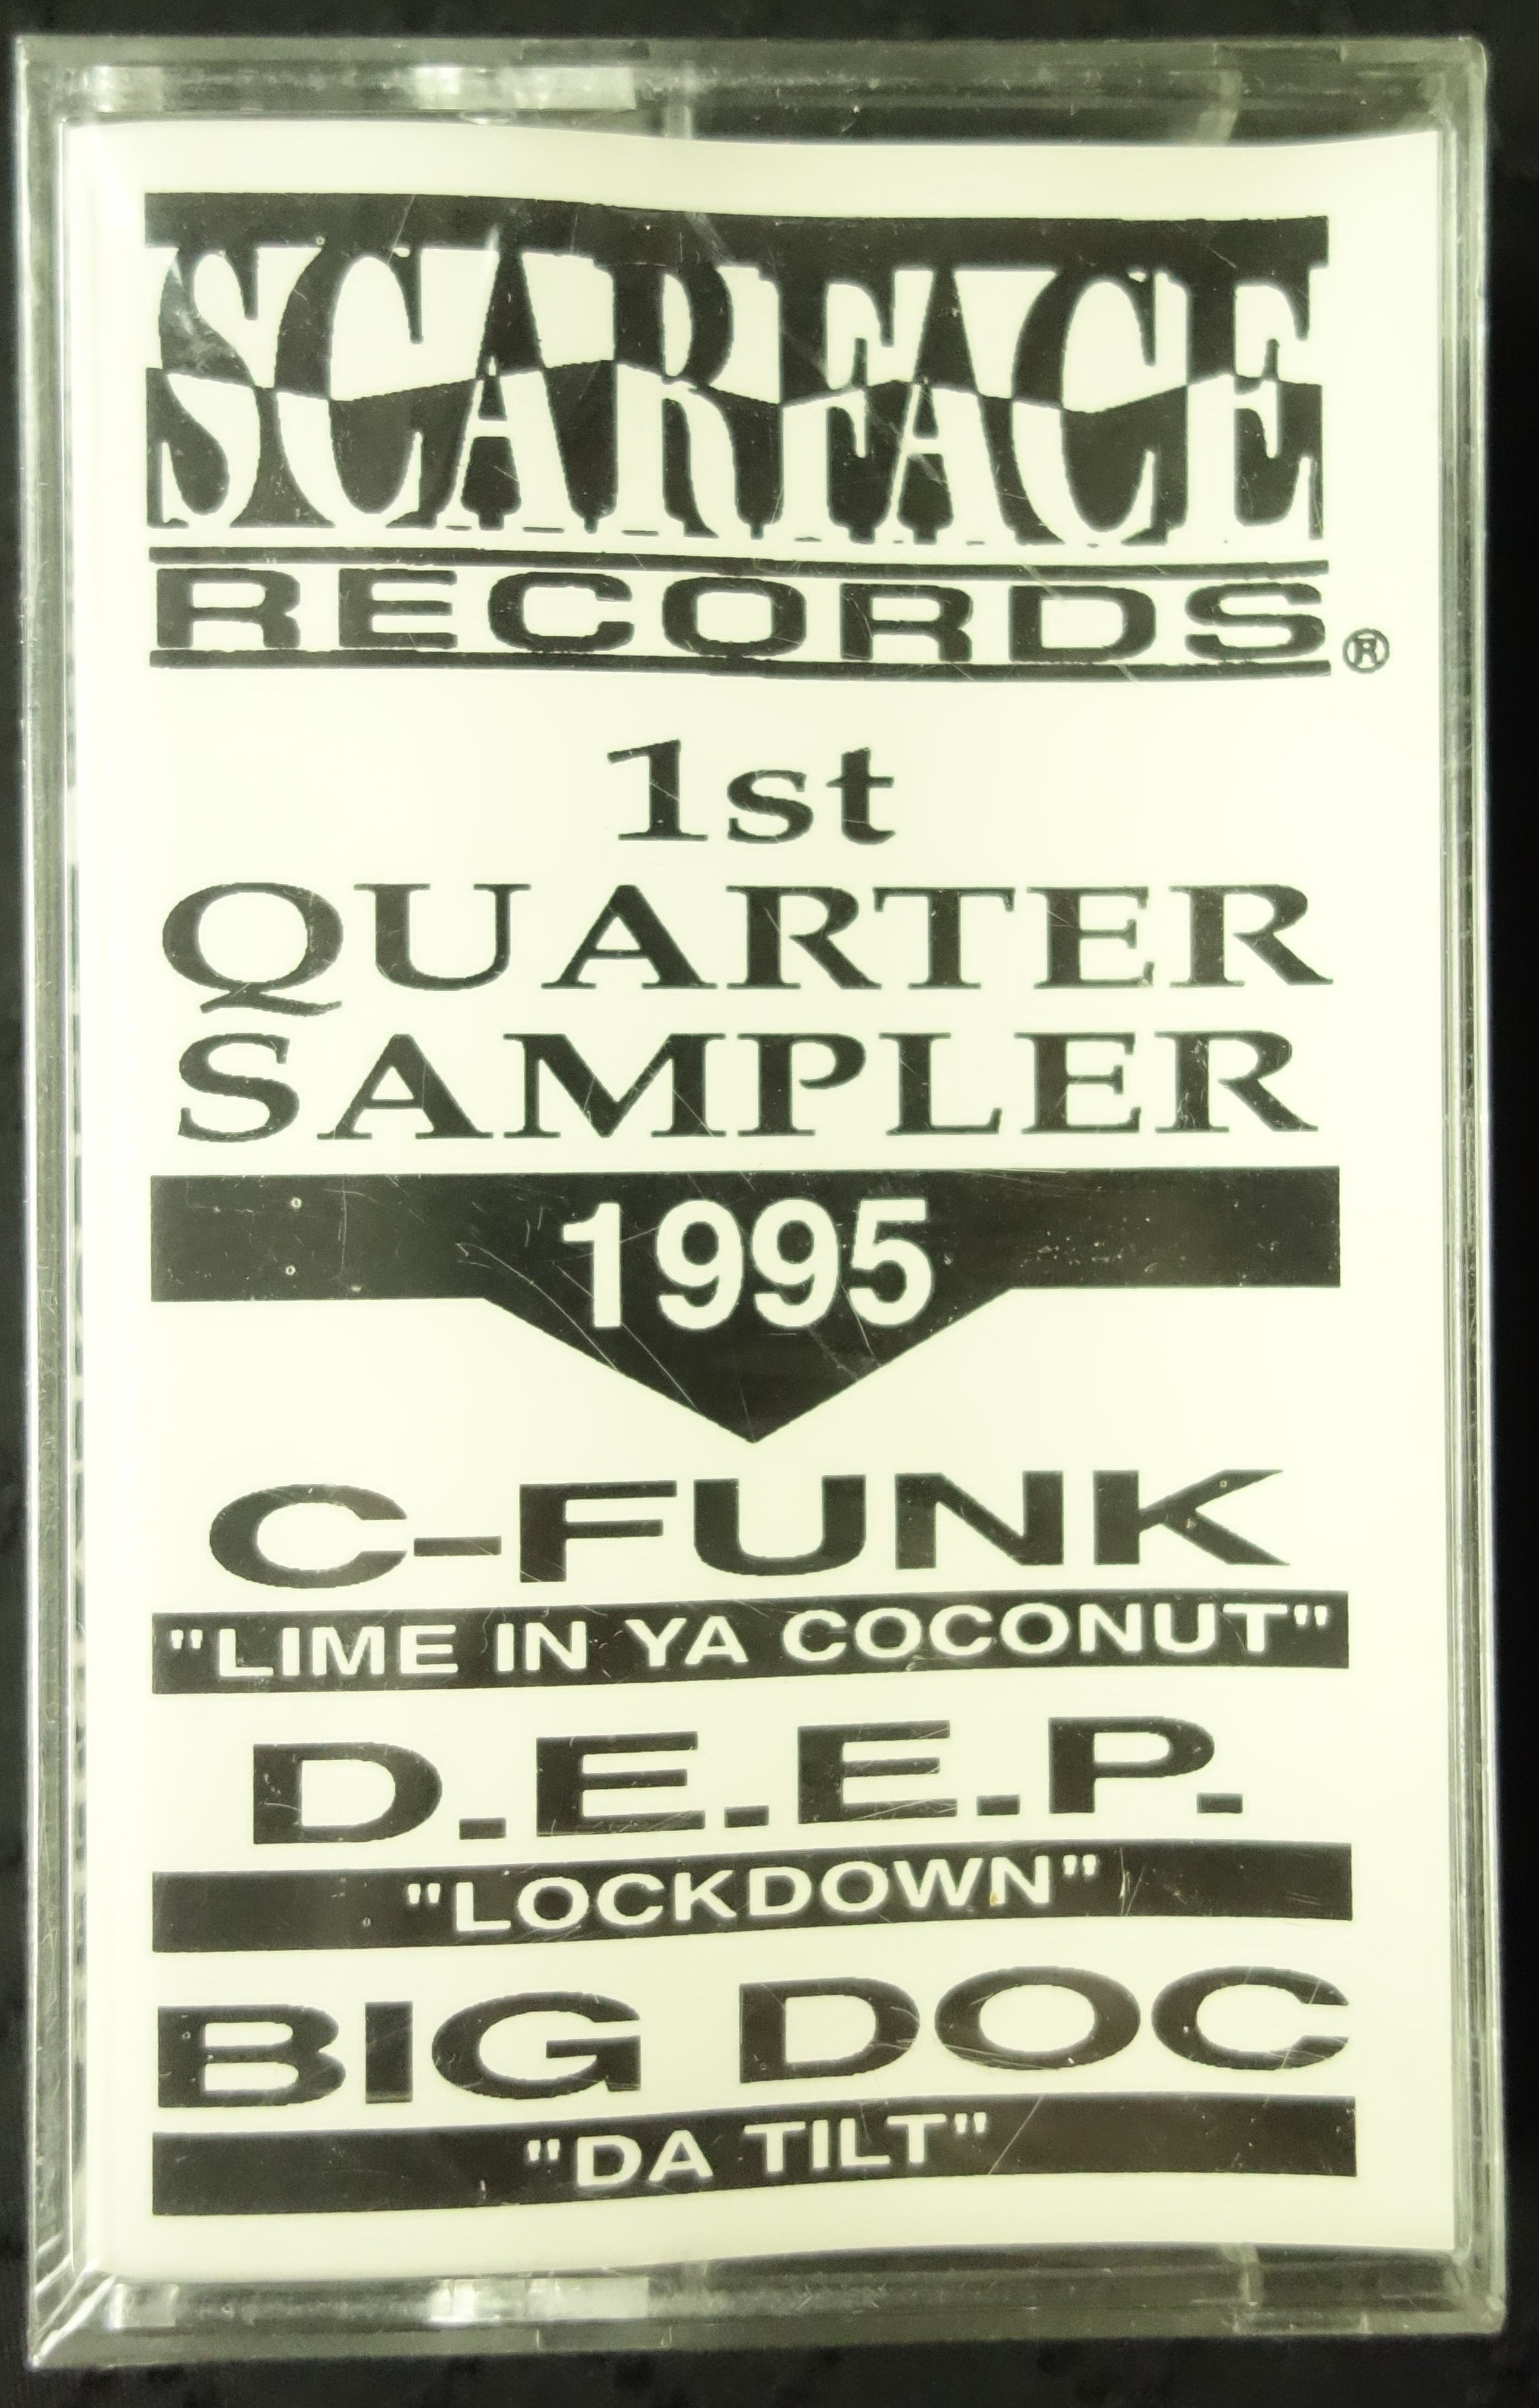 SCARFACE
RECORDS®
1st
QUARTER
SAMPLER
1995
C-FUNK
"LIME IN YA COCONUT"
D.E.E.P.
"LOCKDOWN"
BIG DOC
"DA TILT"